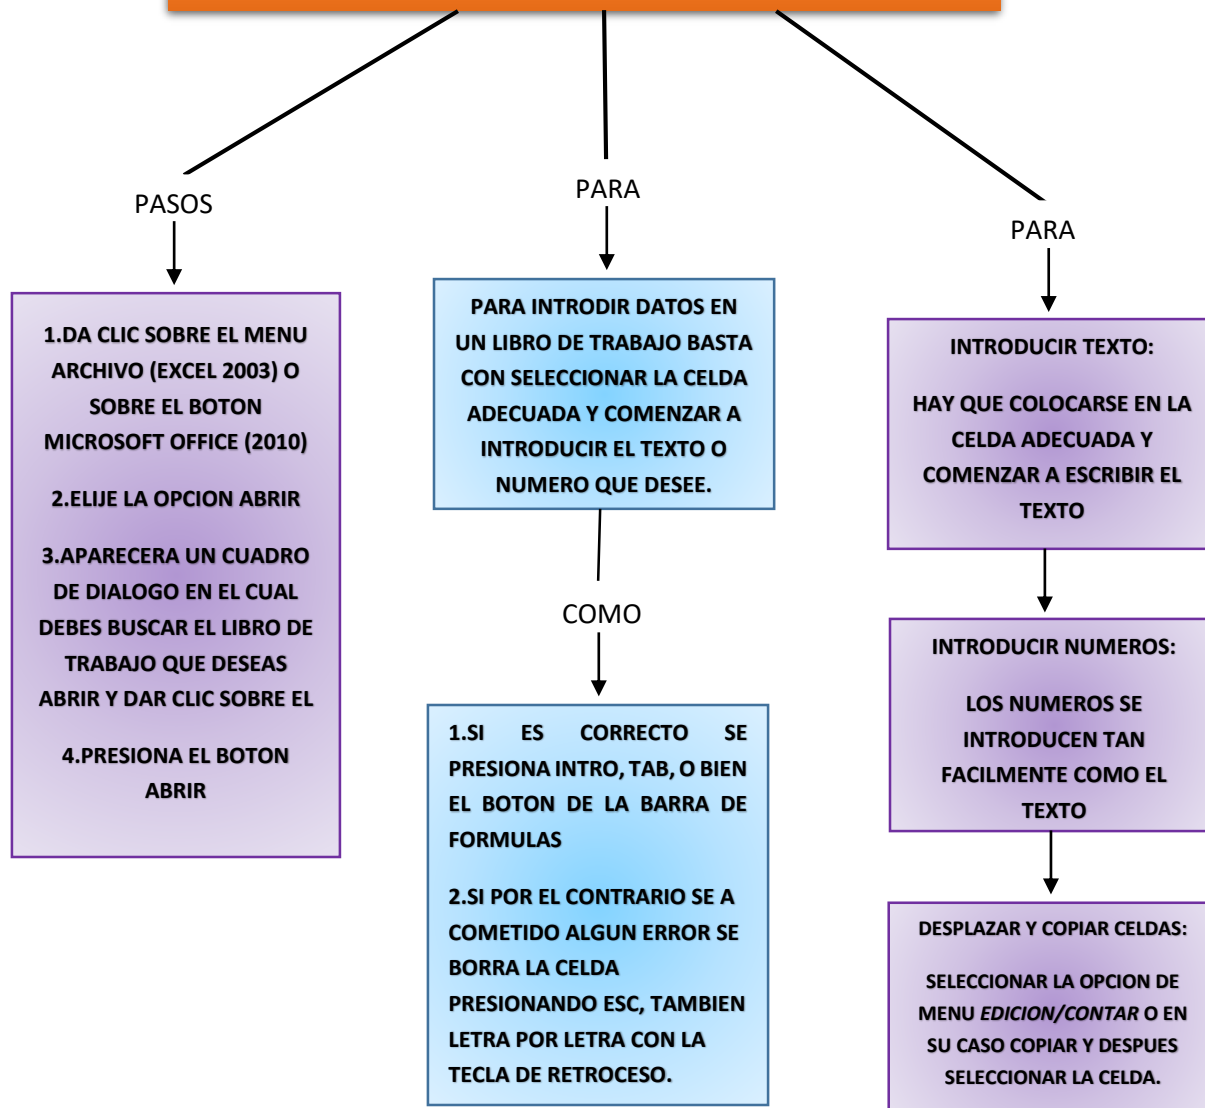 PASOS
1.DA CLIC SOBRE EL MENU
ARCHIVO (EXCEL 2003) O
SOBRE EL BOTON
MICROSOFT OFFICE (2010)
2.ELIJE LA OPCION ABRIR
3.APARECERA UN CUADRO
DE DIALOGO EN EL CUAL
DEBES BUSCAR EL LIBRO DE
TRABAJO QUE DESEAS
ABRIR Y DAR CLIC SOBRE EL
4.PRESIONA EL BOTON
ABRIR
PARA
PARA INTRODIR DATOS EN
UN LIBRO DE TRABAJO BASTA
CON SELECCIONAR LA CELDA
ADECUADA Y COMENZAR A
INTRODUCIR EL TEXTO O
NUMERO QUE DESEE.
COMO
1.SI ES CORRECTO SE
PRESIONA INTRO, TAB, O BIEN
EL BOTON DE LA BARRA DE
FORMULAS
2.SI POR EL CONTRARIO SE A
COMETIDO ALGUN ERROR SE
BORRA LA CELDA
PRESIONANDO ESC, TAMBIEN
LETRA POR LETRA CON LA
TECLA DE RETROCESO.
PARA
INTRODUCIR TEXTO:
HAY QUE COLOCARSE EN LA
CELDA ADECUADA Y
COMENZAR A ESCRIBIR EL
TEXTO
INTRODUCIR NUMEROS:
LOS NUMEROS SE
INTRODUCEN TAN
FACILMENTE COMO EL
TEXTO
DESPLAZAR Y COPIAR CELDAS:
SELECCIONAR LA OPCION DE
MENU EDICION/CONTAR O EN
SU CASO COPIAR Y DESPUES
SELECCIONAR LA CELDA.